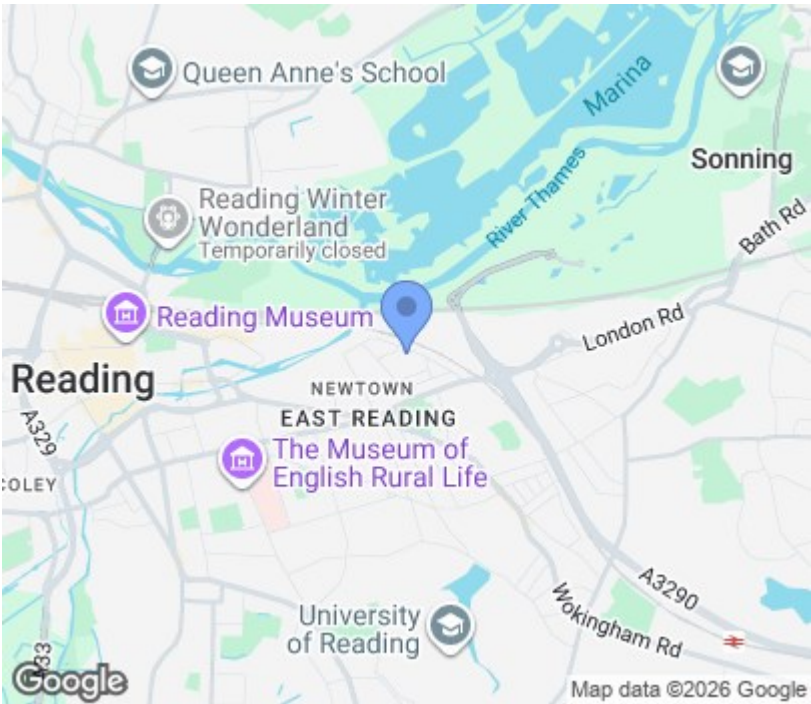 Queen Anne's School
Marina
Sonning
Reading Winter
Wonderland
Temporarily closed
River Thames
Bath Rd
Reading Museum
London Rd
Reading
NEWTOWN
EAST READING
A329
The Museum of
English Rural Life
COLEY
A3290
University
of Reading
Wokingham Rd
A33
Google
Map data ©2026 Google